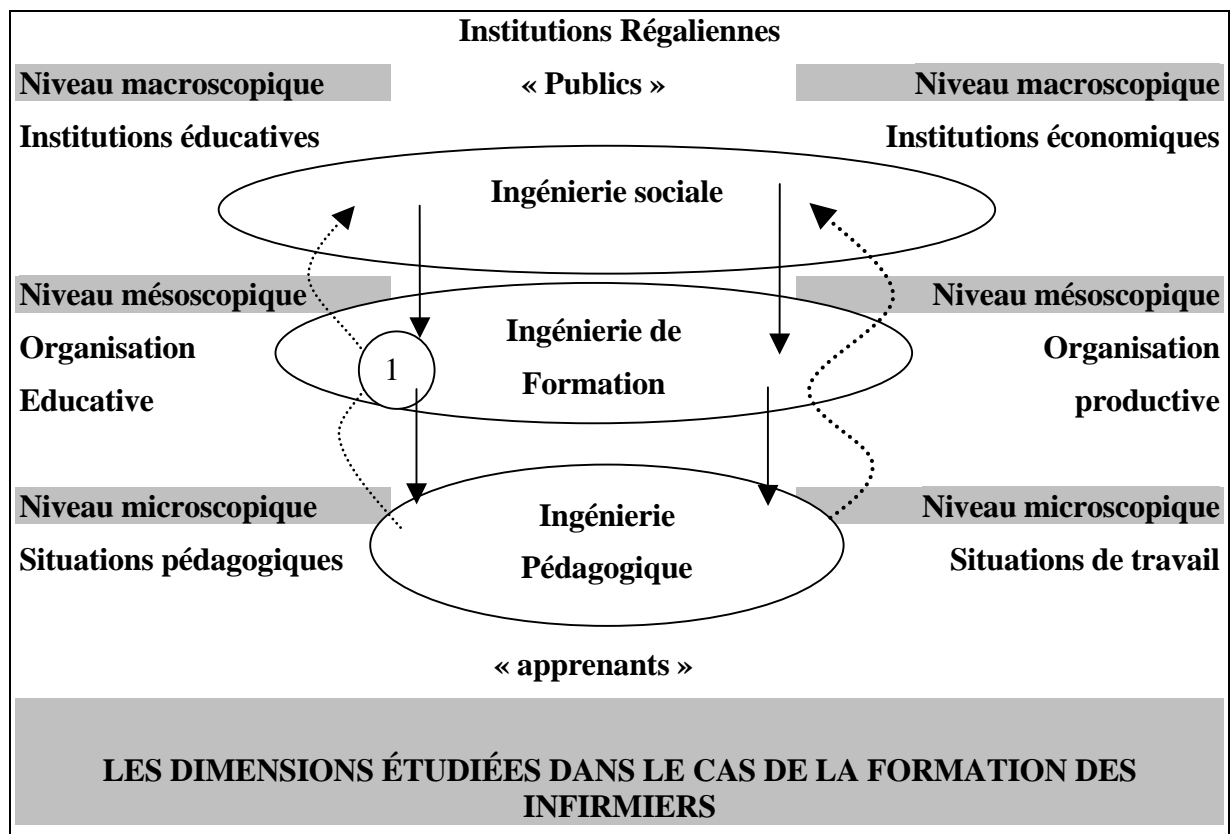 Institutions Régaliennes
Niveau macroscopique « Publics » Niveau macroscopique
Institutions éducatives Institutions économiques
Ingénierie sociale
Niveau mésoscopique Niveau mésoscopique
Organisation Ingénierie de Organisation
1
Educative Formation productive
Niveau microscopique Ingénierie Niveau microscopique
Situations pédagogiques Pédagogique Situations de travail
« apprenants »
LES DIMENSIONS ÉTUDIÉES DANS LE CAS DE LA FORMATION DES
INFIRMIERS